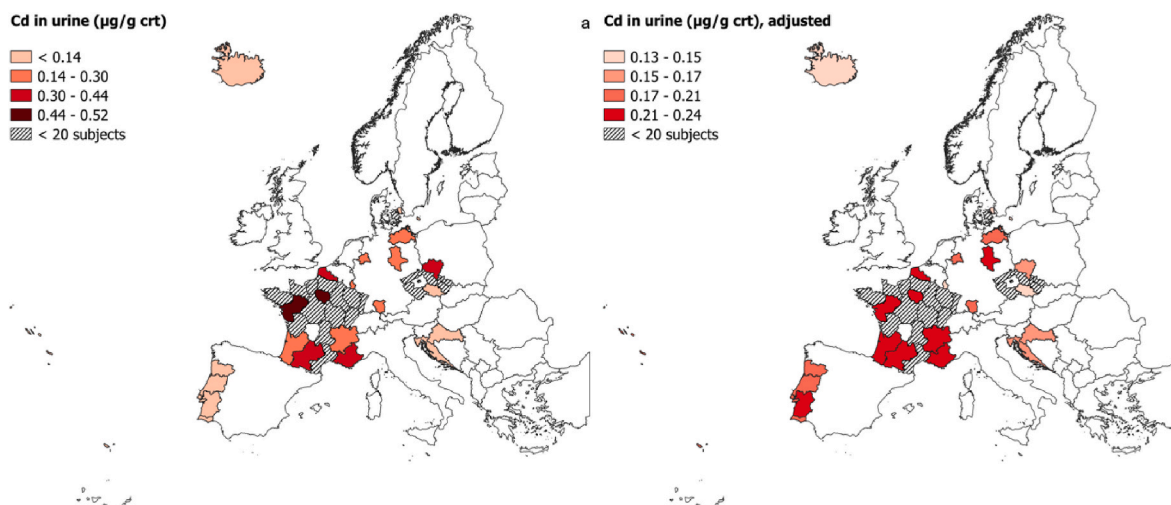 Cd in urine (µg/g crt)
< 0.14
0.14 - 0.30
0.30 - 0.44
0.44 - 0.52
< 20 subjects
a
Cd in urine (µg/g crt), adjusted
0.13 - 0.15
0.15 - 0.17
0.17 - 0.21
0.21 - 0.24
< 20 subjects